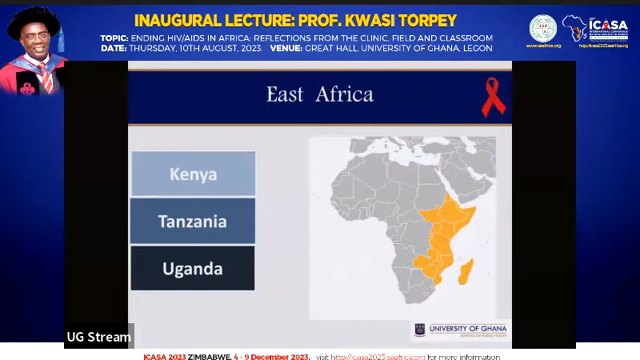 INAUGURAL LECTURE: PROF. KWASI TORPEY
TOPIC: ENDING HIV/AIDS IN AFRICA: REFLECTIONS FROM THE CLINIC, FIELD AND CLASSROOM
DATE: THURSDAY, 10TH AUGUST, 2023. VENUE: GREAT HALL, UNIVERSITY OF GHANA, LEGON
ICASA
East Africa
Kenya
Tanzania
Uganda
UNIVERSITY OF GHANA
UG Stream
ICASA 2023 ZIMBABWE, 4 - 9 December 2023, visit http://icasa2023.saafrica.org for more information